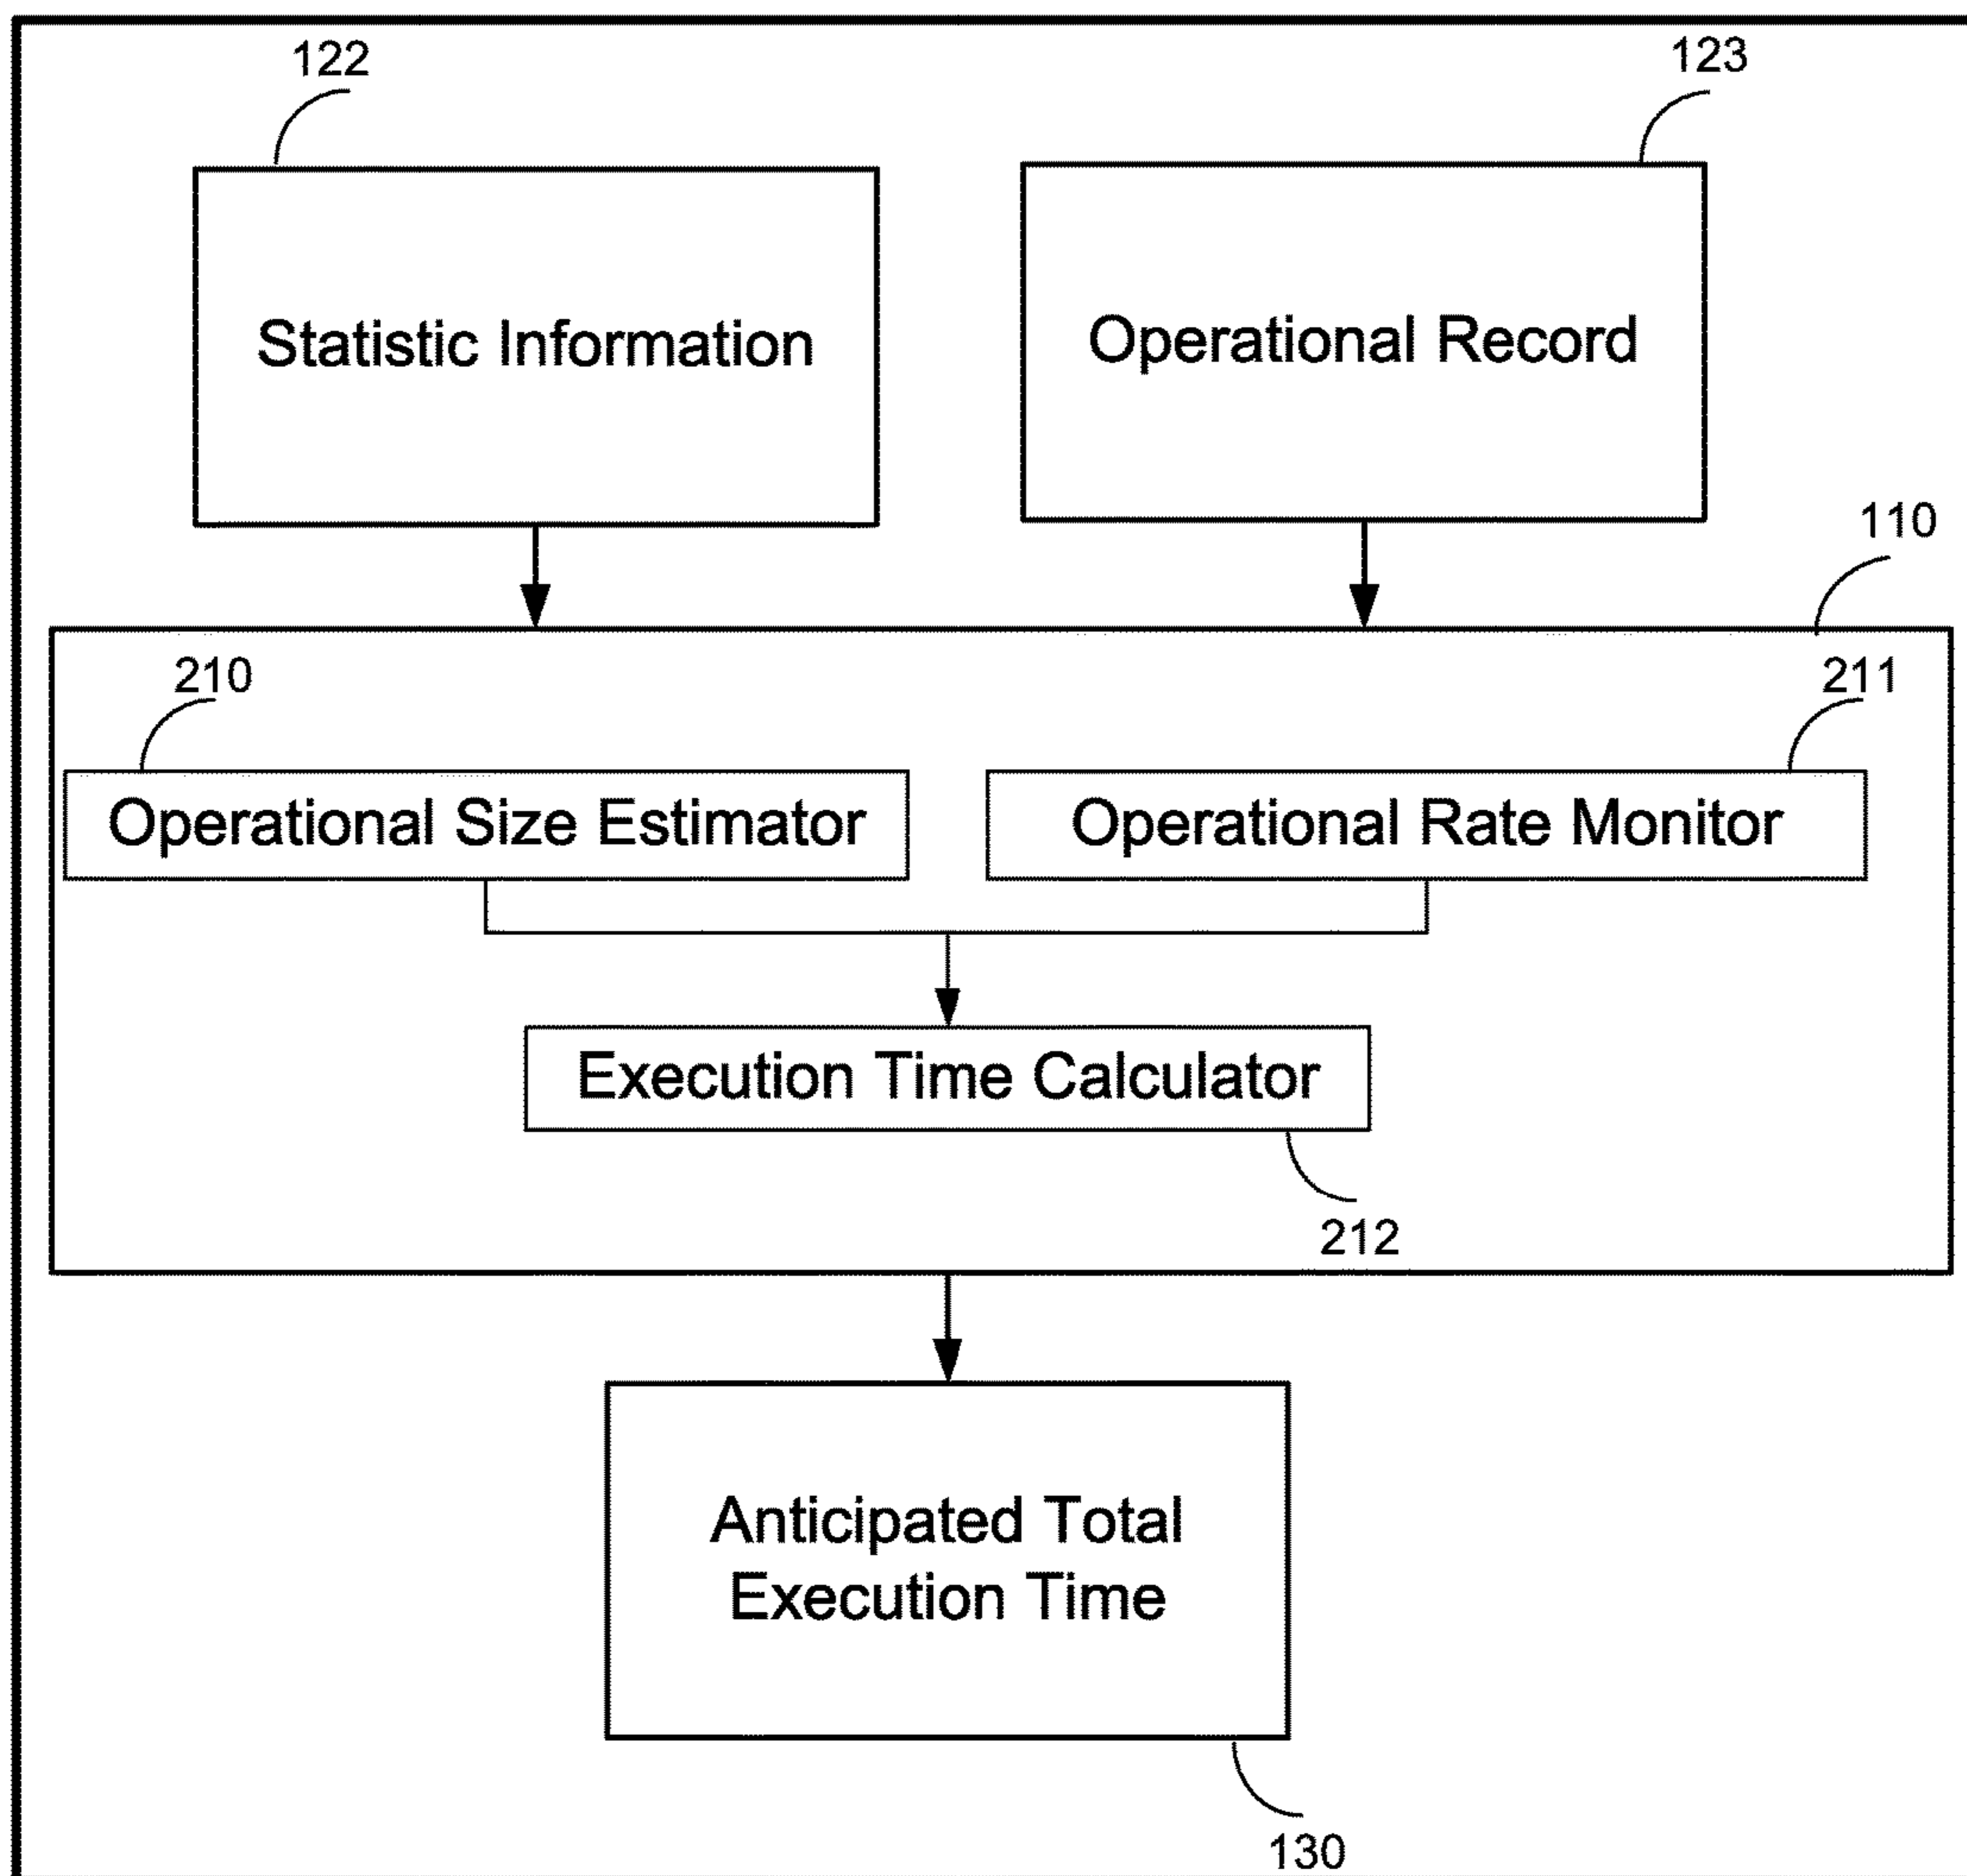 122
123
Statistic Information
Operational Record
110
210
211
Operational Size Estimator
Operational Rate Monitor
Execution Time Calculator
212
Anticipated Total
Execution Time
130